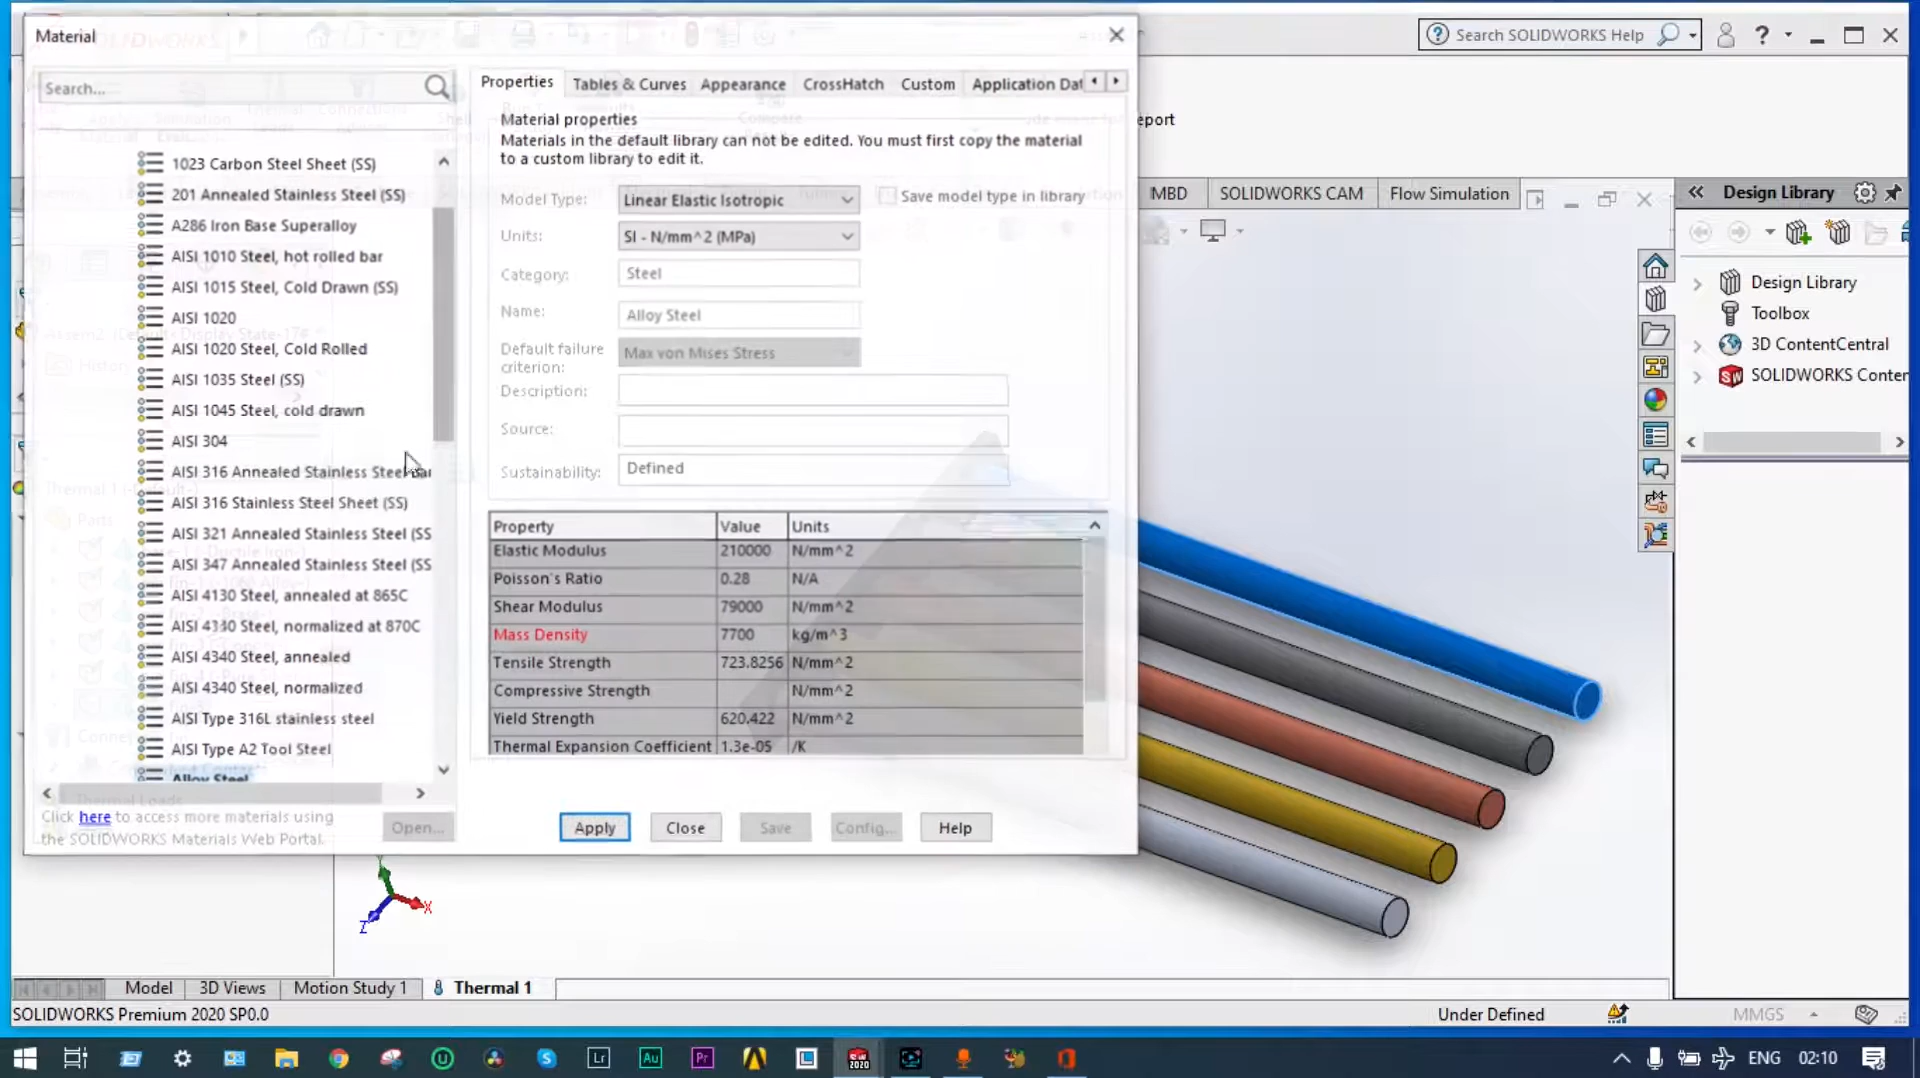 Material
Search SOLIDWORKS Help
Search...
Properties
Tables & Curves
Appearance
CrossHatch
Custom
Application Dat
Material properties
Materials in the default library can not be edited. You must first copy the material
to a custom library to edit it.
eport
1023 Carbon Steel Sheet (SS)
201 Annealed Stainless Steel (SS)
A286 Iron Base Superalloy
AISI 1010 Steel, hot rolled bar
AISI 1015 Steel, Cold Drawn (SS)
AISI 1020
AISI 1020 Steel, Cold Rolled
AISI 1035 Steel (SS)
AISI 1045 Steel, cold drawn
AISI 304
AISI 316 Annealed Stainless Steel Bar
AISI 316 Stainless Steel Sheet (SS)
AISI 321 Annealed Stainless Steel (SS
AISI 347 Annealed Stainless Steel (SS
AISI 4130 Steel, annealed at 865C
AISI 4130 Steel, normalized at 870C
AISI 4340 Steel, annealed
AISI 4340 Steel, normalized
AISI Type 316L stainless steel
AISI Type A2 Tool Steel
Alloy Steel
Click here to access more materials using
the SOLIDWORKS Materials Web Portal.
Open...
Model Type: Linear Elastic Isotropic
Save model type in library
Units: SI - N/mm^2 (MPa)
Category: Steel
Name: Alloy Steel
Default failure
criterion: Max von Mises Stress
Description:
Source:
Sustainability: Defined
Property Value Units
Elastic Modulus 210000 N/mm^2
Poisson's Ratio 0.28 N/A
Shear Modulus 79000 N/mm^2
Mass Density 7700 kg/m^3
Tensile Strength 723.8256 N/mm^2
Compressive Strength N/mm^2
Yield Strength 620.422 N/mm^2
Thermal Expansion Coefficient 1.3e-05 /K
Apply
Close
Save
Config...
Help
MBD
SOLIDWORKS CAM
Flow Simulation
Design Library
Design Library
Toolbox
3D ContentCentral
SOLIDWORKS Conter
X
Z
Model
3D Views
Motion Study 1
Thermal 1
SOLIDWORKS Premium 2020 SP0.0
Under Defined
MMGS
Lr
Au
Pr
ENG
02:10